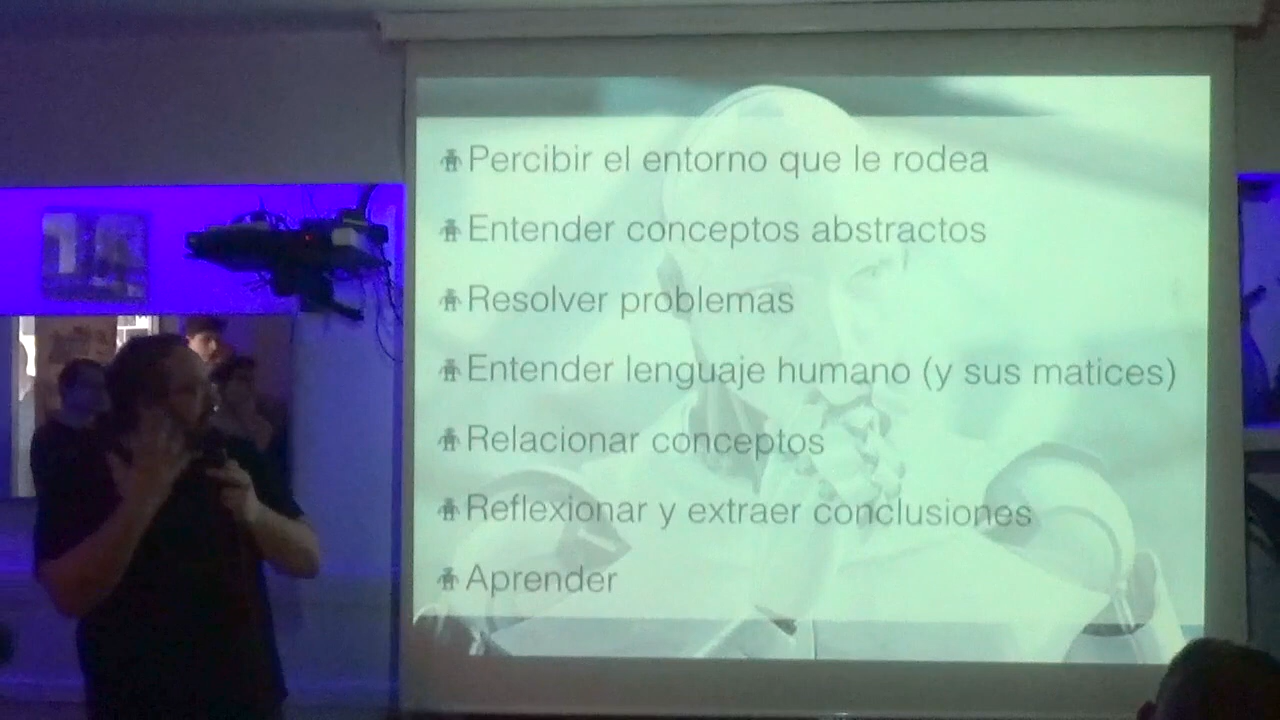 Percibir el entorno que le rodea
Entender conceptos abstractos
Resolver problemas
Entender lenguaje humano (y sus matices)
Relacionar conceptos
Reflexionar y extraer conclusiones
Aprender